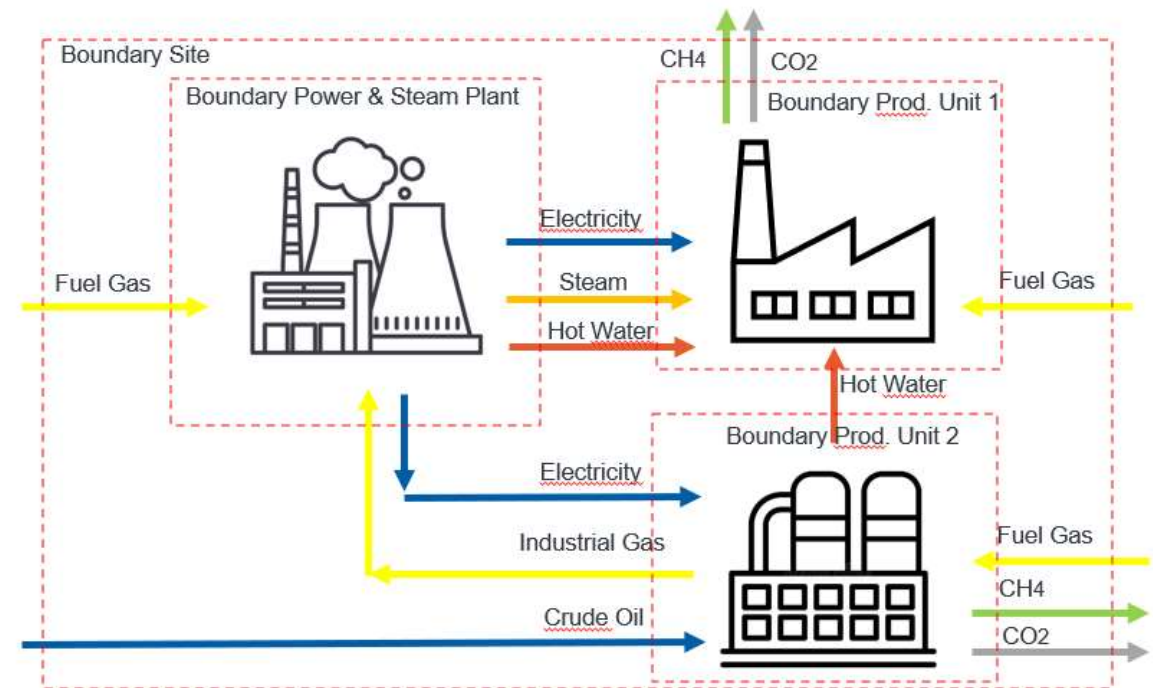 Boundary Site
CH4
CO2
Boundary Power & Steam Plant
Boundary Prod. Unit 1
Electricity
Fuel Gas
Steam
Fuel Gas
Hot Water
Hot Water
Boundary Prod. Unit 2
Electricity
Industrial Gas
Fuel Gas
CH4
Crude Oil
CO2